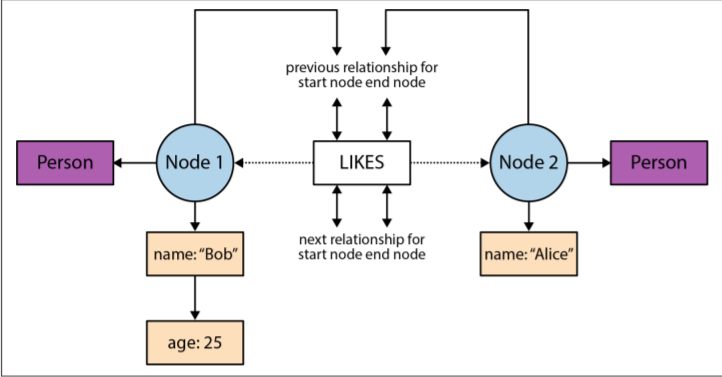 previous relationship for
start node end node
Person
Node 1
LIKES
Node 2
Person
name: “Bob”
next relationship for
start node end node
name: “Alice”
age: 25